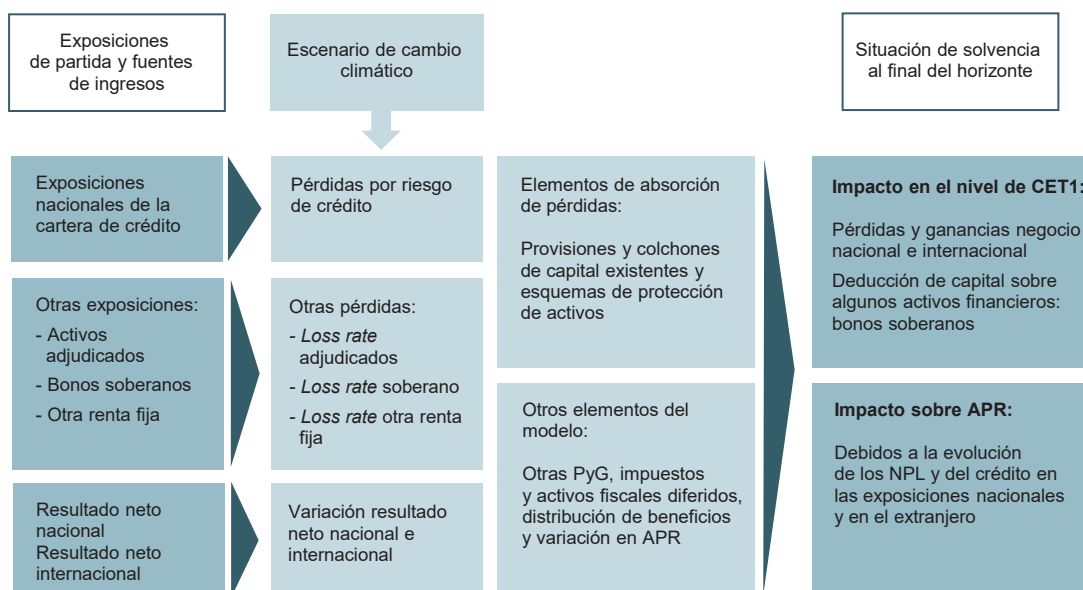 Exposiciones
de partida y fuentes
de ingresos
Escenario de cambio
climático
Situación de solvencia
al final del horizonte
Exposiciones
nacionales de la
cartera de crédito
Pérdidas por riesgo
de crédito
Elementos de absorción
de pérdidas:
Provisiones y colchones
de capital existentes y
esquemas de protección
de activos
Impacto en el nivel de CET1:
Pérdidas y ganancias negocio
nacional e internacional
Deducción de capital sobre
algunos activos financieros:
bonos soberanos
Otras exposiciones:
- Activos
adjudicados
- Bonos soberanos
- Otra renta fija
Otras pérdidas:
- Loss rate
adjudicados
- Loss rate soberano
- Loss rate otra renta
fija
Otros elementos del
modelo:
Otras PyG, impuestos
y activos fiscales diferidos,
distribución de beneficios
y variación en APR
Impacto sobre APR:
Debidos a la evolución
de los NPL y del crédito en
las exposiciones nacionales
y en el extranjero
Resultado neto
nacional
Resultado neto
internacional
Variación resultado
neto nacional e
internacional